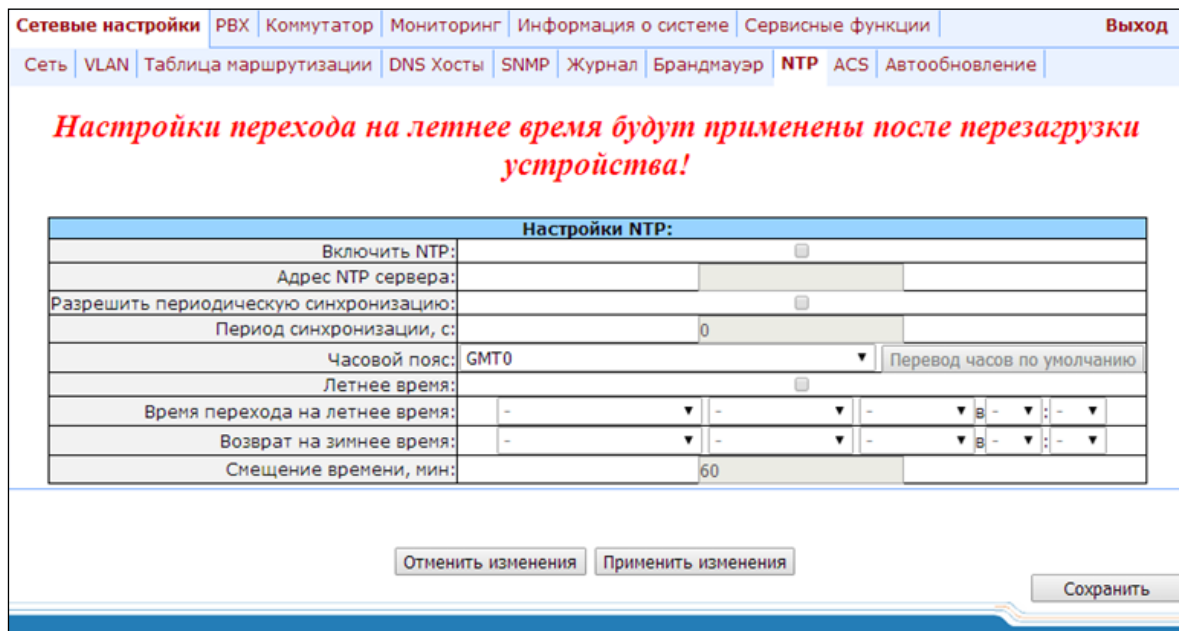 Сетевые настройки PBX Коммутатор Мониторинг Информация о системе Сервисные функции Выход
Сеть VLAN Таблица маршрутизации DNS Хосты SNMP Журнал Брандмауэр NTP ACS Автообновление
Настройки перехода на летнее время будут применены после перезагрузки
устройства!
Настройки NTP:
Включить NTP:
Адрес NTP сервера:
Разрешить периодическую синхронизацию:
Период синхронизации, с: 0
Часовой пояс: GMT0 Перевод часов по умолчанию
Летнее время:
Время перехода на летнее время: - - - в - : -
Возврат на зимнее время: - - - в - : -
Смещение времени, мин: 60
Отменить изменения Применить изменения
Сохранить